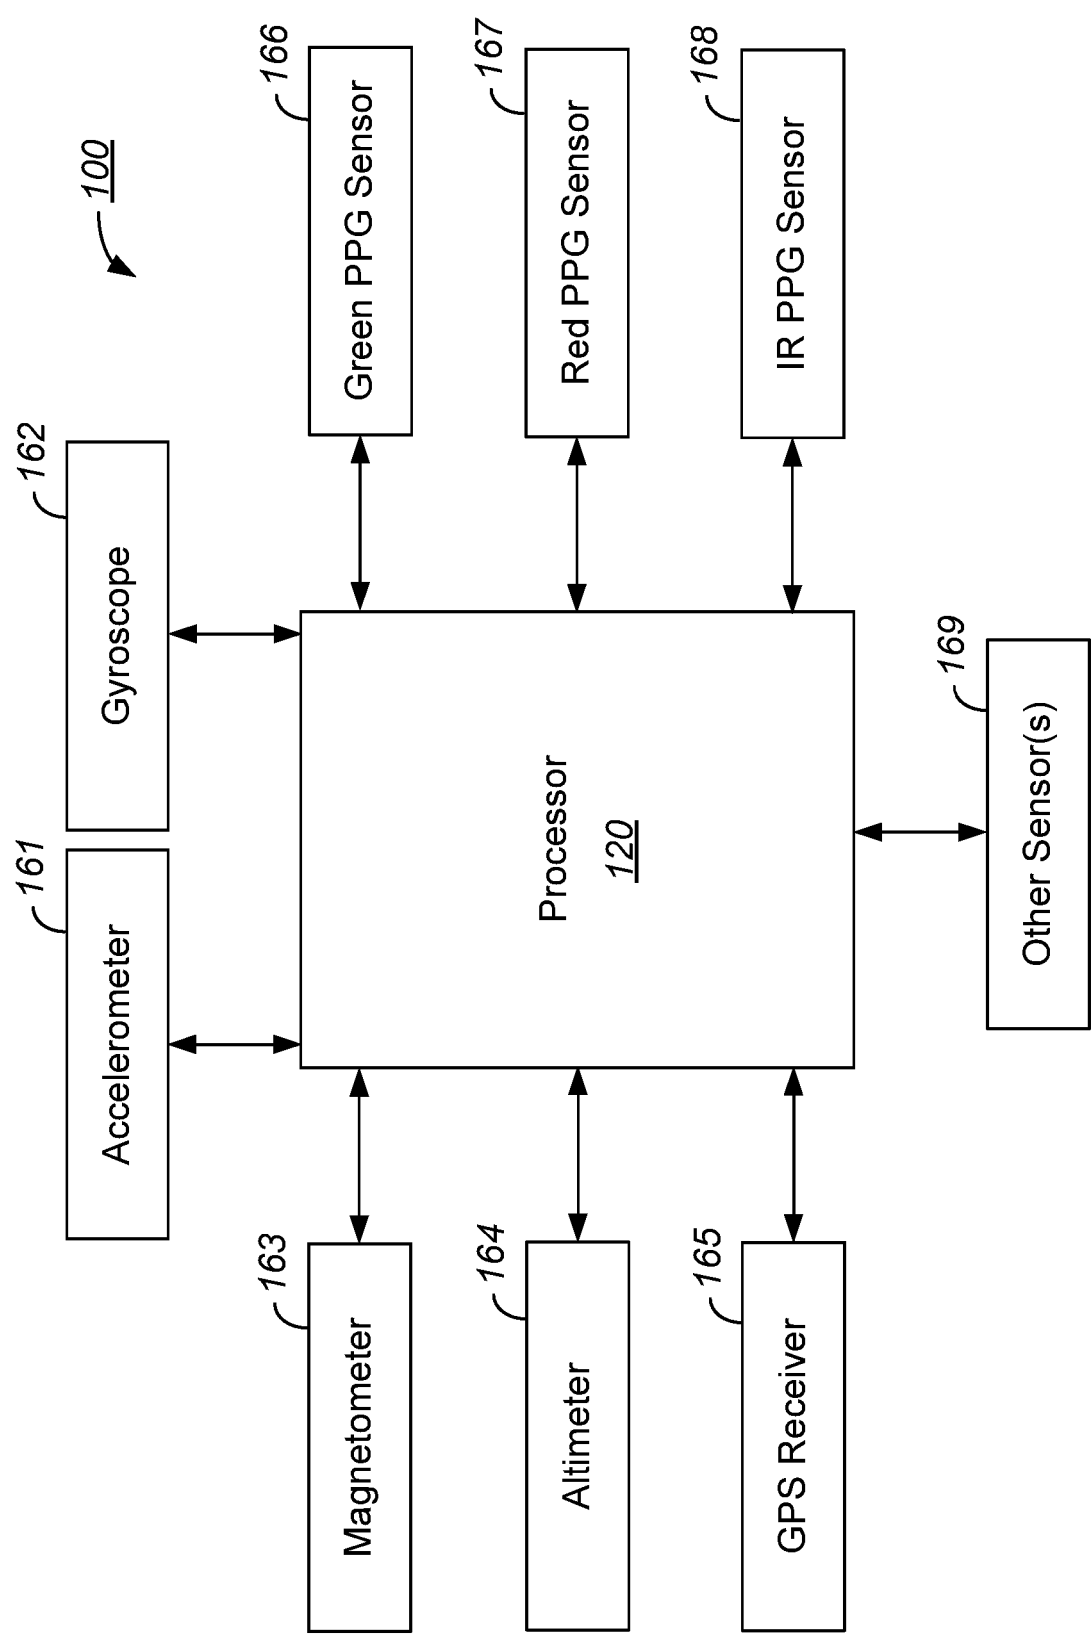 100
161
Accelerometer
162
Gyroscope
163
Magnetometer
166
Green PPG Sensor
164
Altimeter
Processor
120
167
Red PPG Sensor
165
GPS Receiver
168
IR PPG Sensor
169
Other Sensor(s)